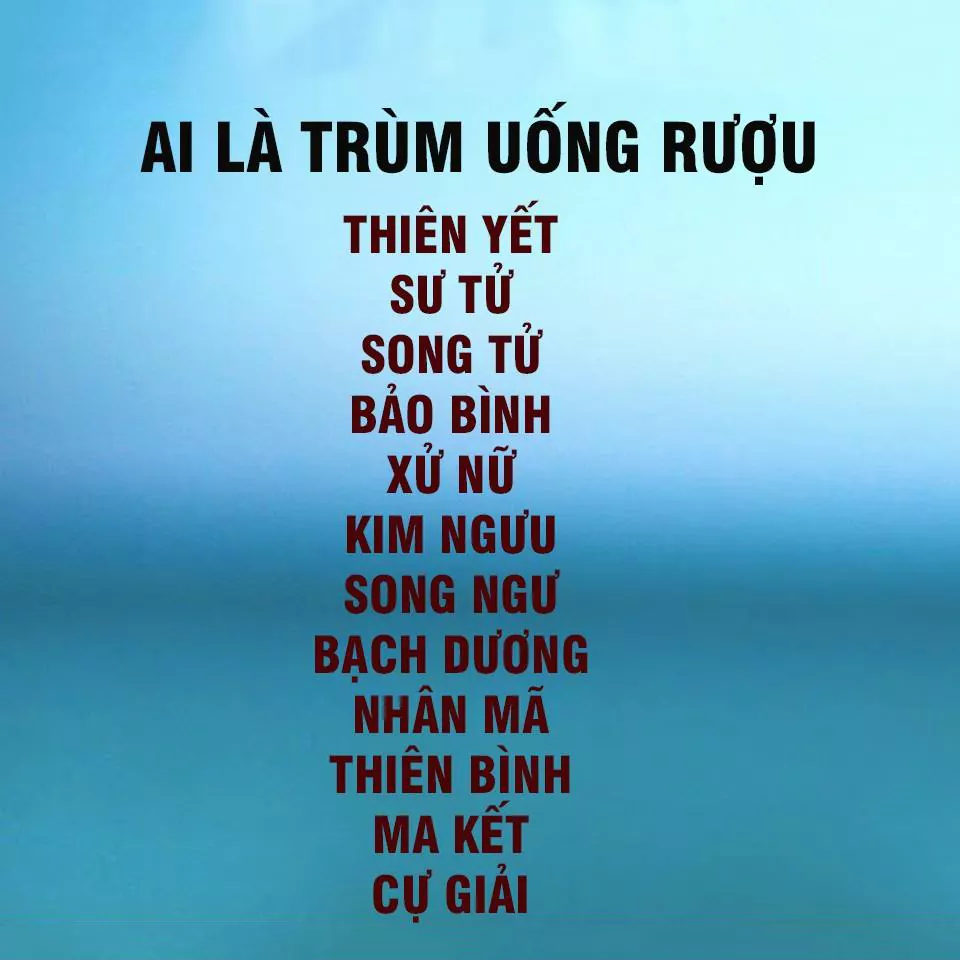 AI LÀ TRÙM UỐNG RƯỢU
THIÊN YẾT
SƯ TỬ
SONG TỬ
BẢO BÌNH
XỬ NỮ
KIM NGƯU
SONG NGƯ
BẠCH DƯƠNG
NHÂN MÃ
THIÊN BÌNH
MA KẾT
CỰ GIẢI